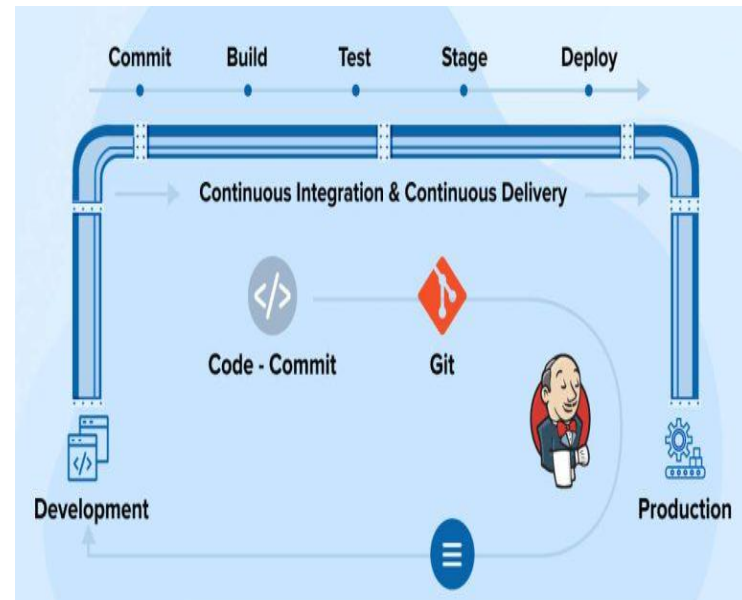 Commit Build Test Stage Deploy
Continuous Integration & Continuous Delivery
</>
Code - Commit Git
</>
Development Production